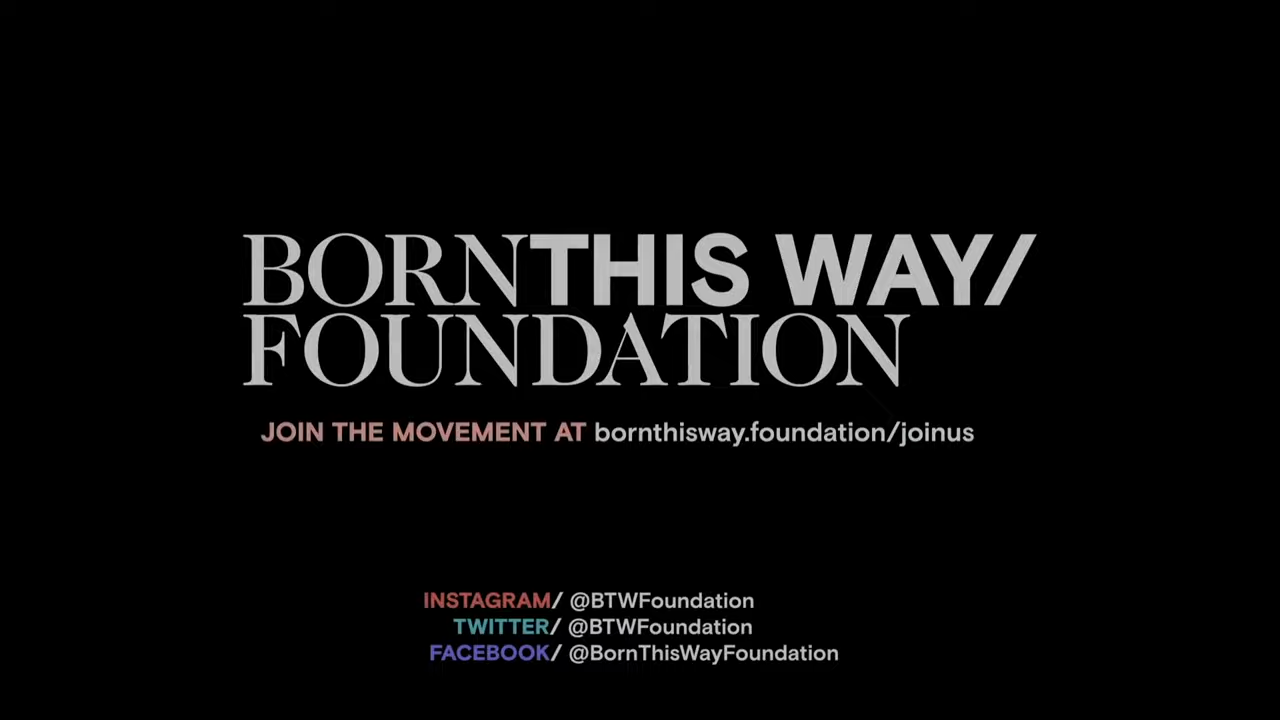 BORNTHIS WAY/
FOUNDATION
JOIN THE MOVEMENT AT bornthisway.foundation/joinus
INSTAGRAM/ @BTWFoundation
TWITTER/ @BTWFoundation
FACEBOOK/ @BornThisWayFoundation